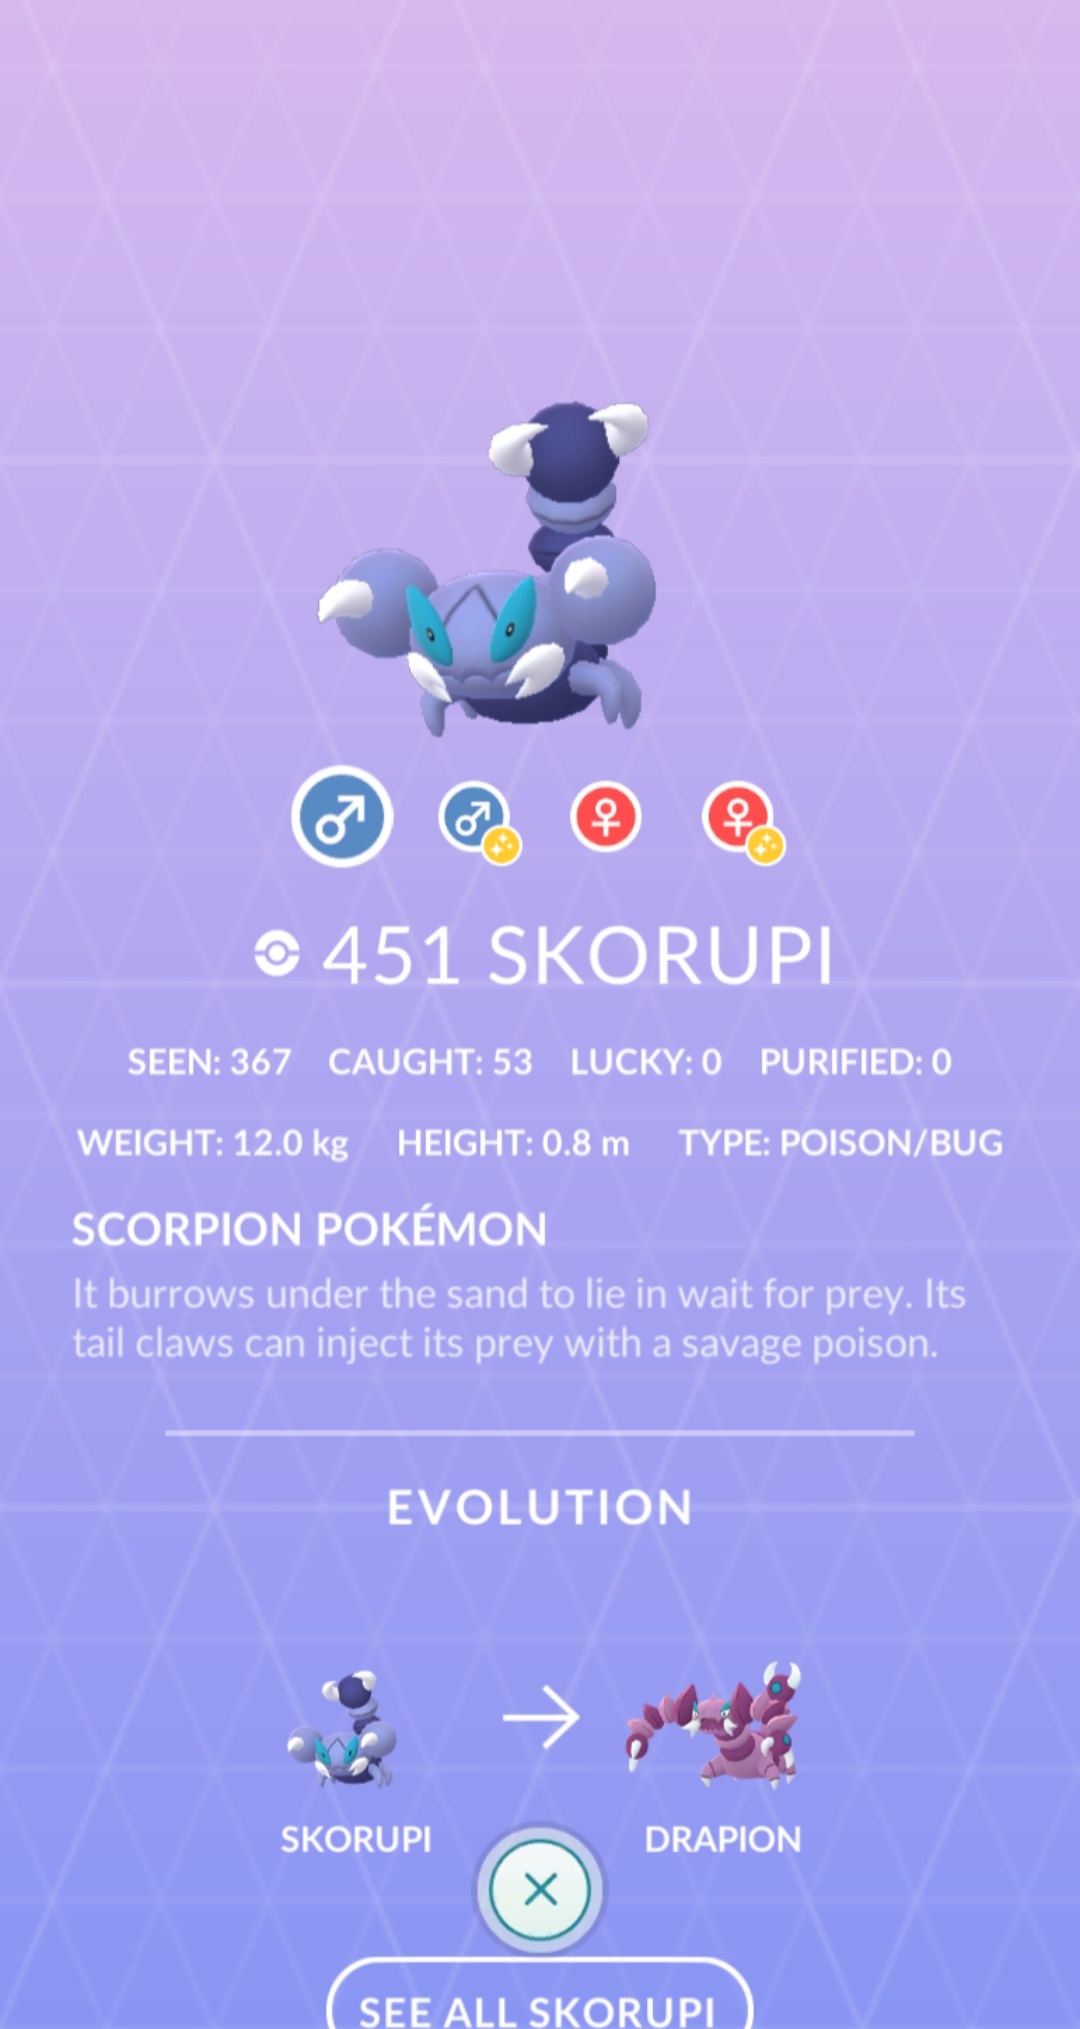 451 SKORUPI
SEEN: 367 CAUGHT: 53 LUCKY: 0 PURIFIED: 0
WEIGHT: 12.0 kg HEIGHT: 0.8 m TYPE: POISON/BUG
SCORPION POKÉMON
It burrows under the sand to lie in wait for prey. Its
tail claws can inject its prey with a savage poison.
EVOLUTION
SKORUPI DRAPION
SEE ALL SKORUPI